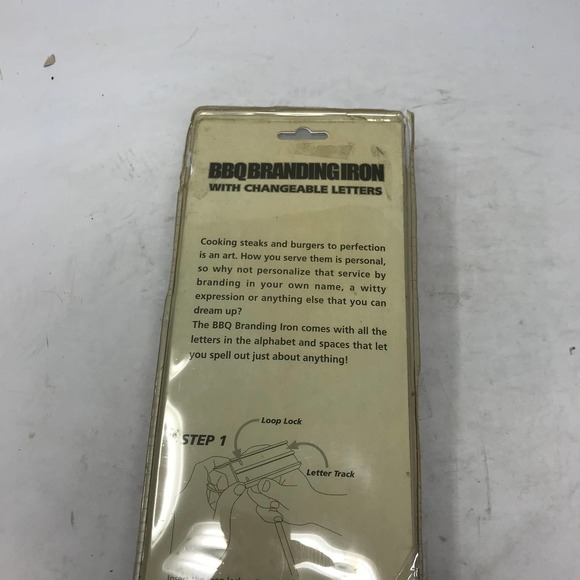 BBQ BRANDING IRON
WITH CHANGEABLE LETTERS
Cooking steaks and burgers to perfection
is an art. How you serve them is personal,
so why not personalize that service by
branding in your own name, a witty
expression or anything else that you can
dream up?
The BBQ Branding Iron comes with all the
letters in the alphabet and spaces that let
you spell out just about anything!
Loop Lock
STEP 1
Letter Track